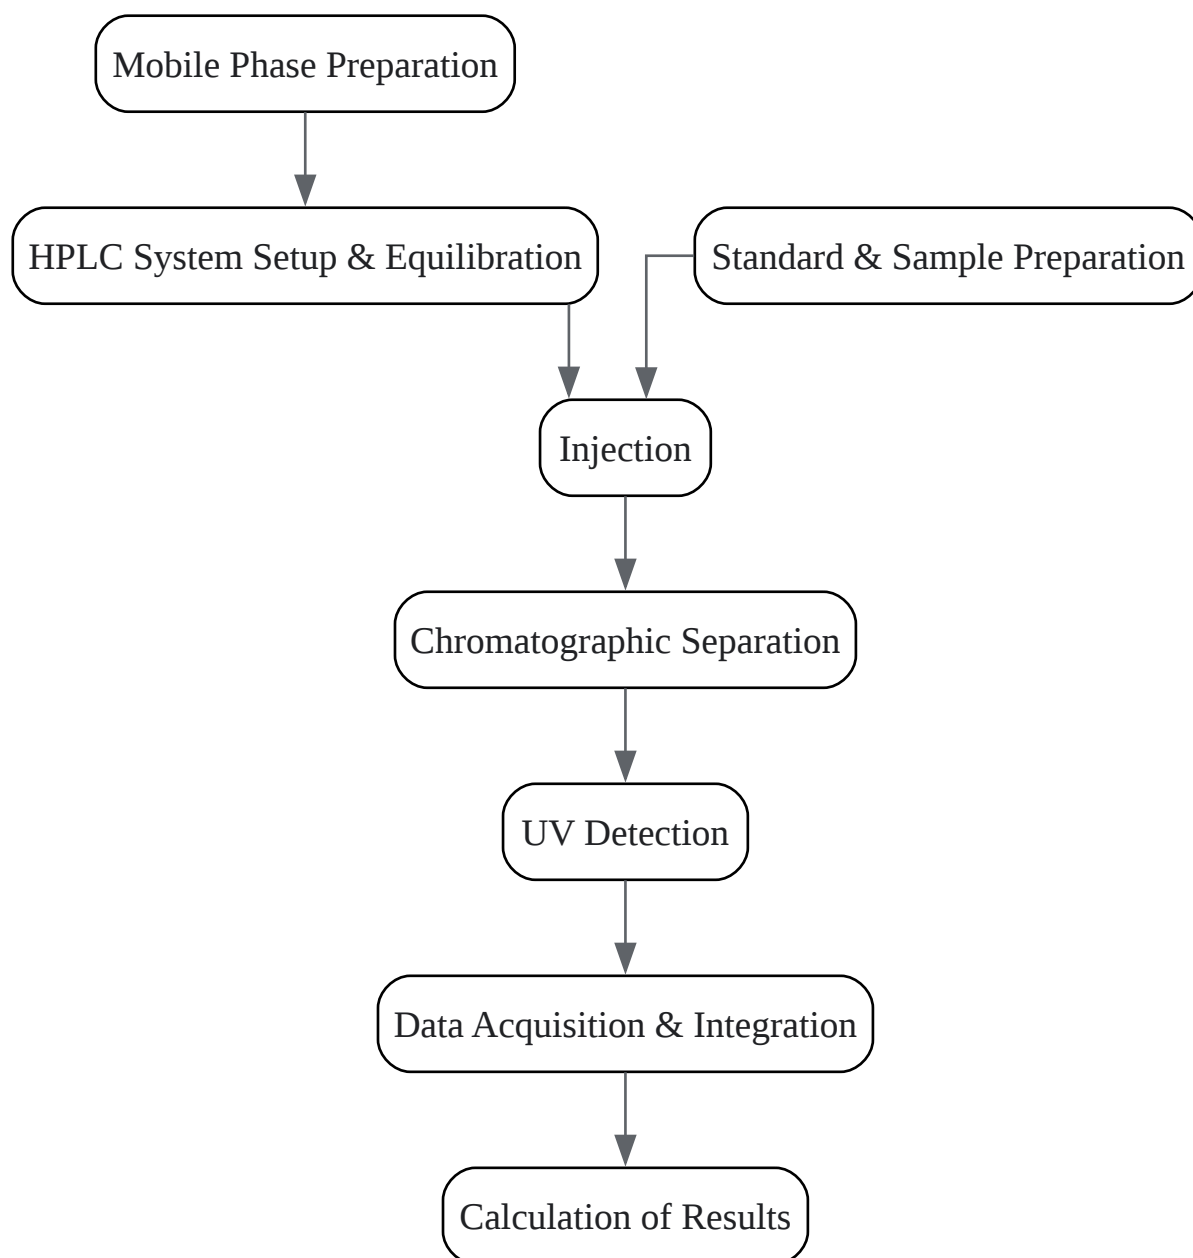 Mobile Phase Preparation
HPLC System Setup & Equilibration
Standard & Sample Preparation
Injection
Chromatographic Separation
UV Detection
Data Acquisition & Integration
Calculation of Results